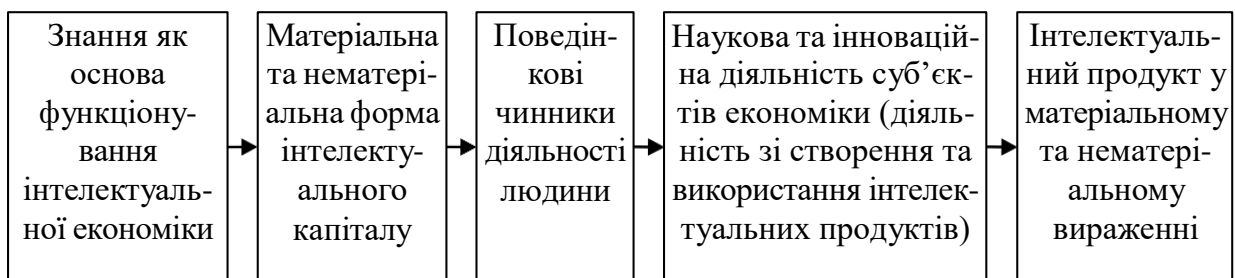 Знання як
основа
функціону-
вання
інтелектуаль-
ної економіки
Матеріальна
та нематері-
альна форма
інтелекту-
ального
капіталу
Поведін-
кові
чинники
діяльності
людини
Наукова та інновацій-
на діяльність суб’єк-
тів економіки (діяль-
ність зі створення та
використання інтелек-
туальних продуктів)
Інтелектуаль-
ний продукт у
матеріальному
та нематері-
альному
вираженні